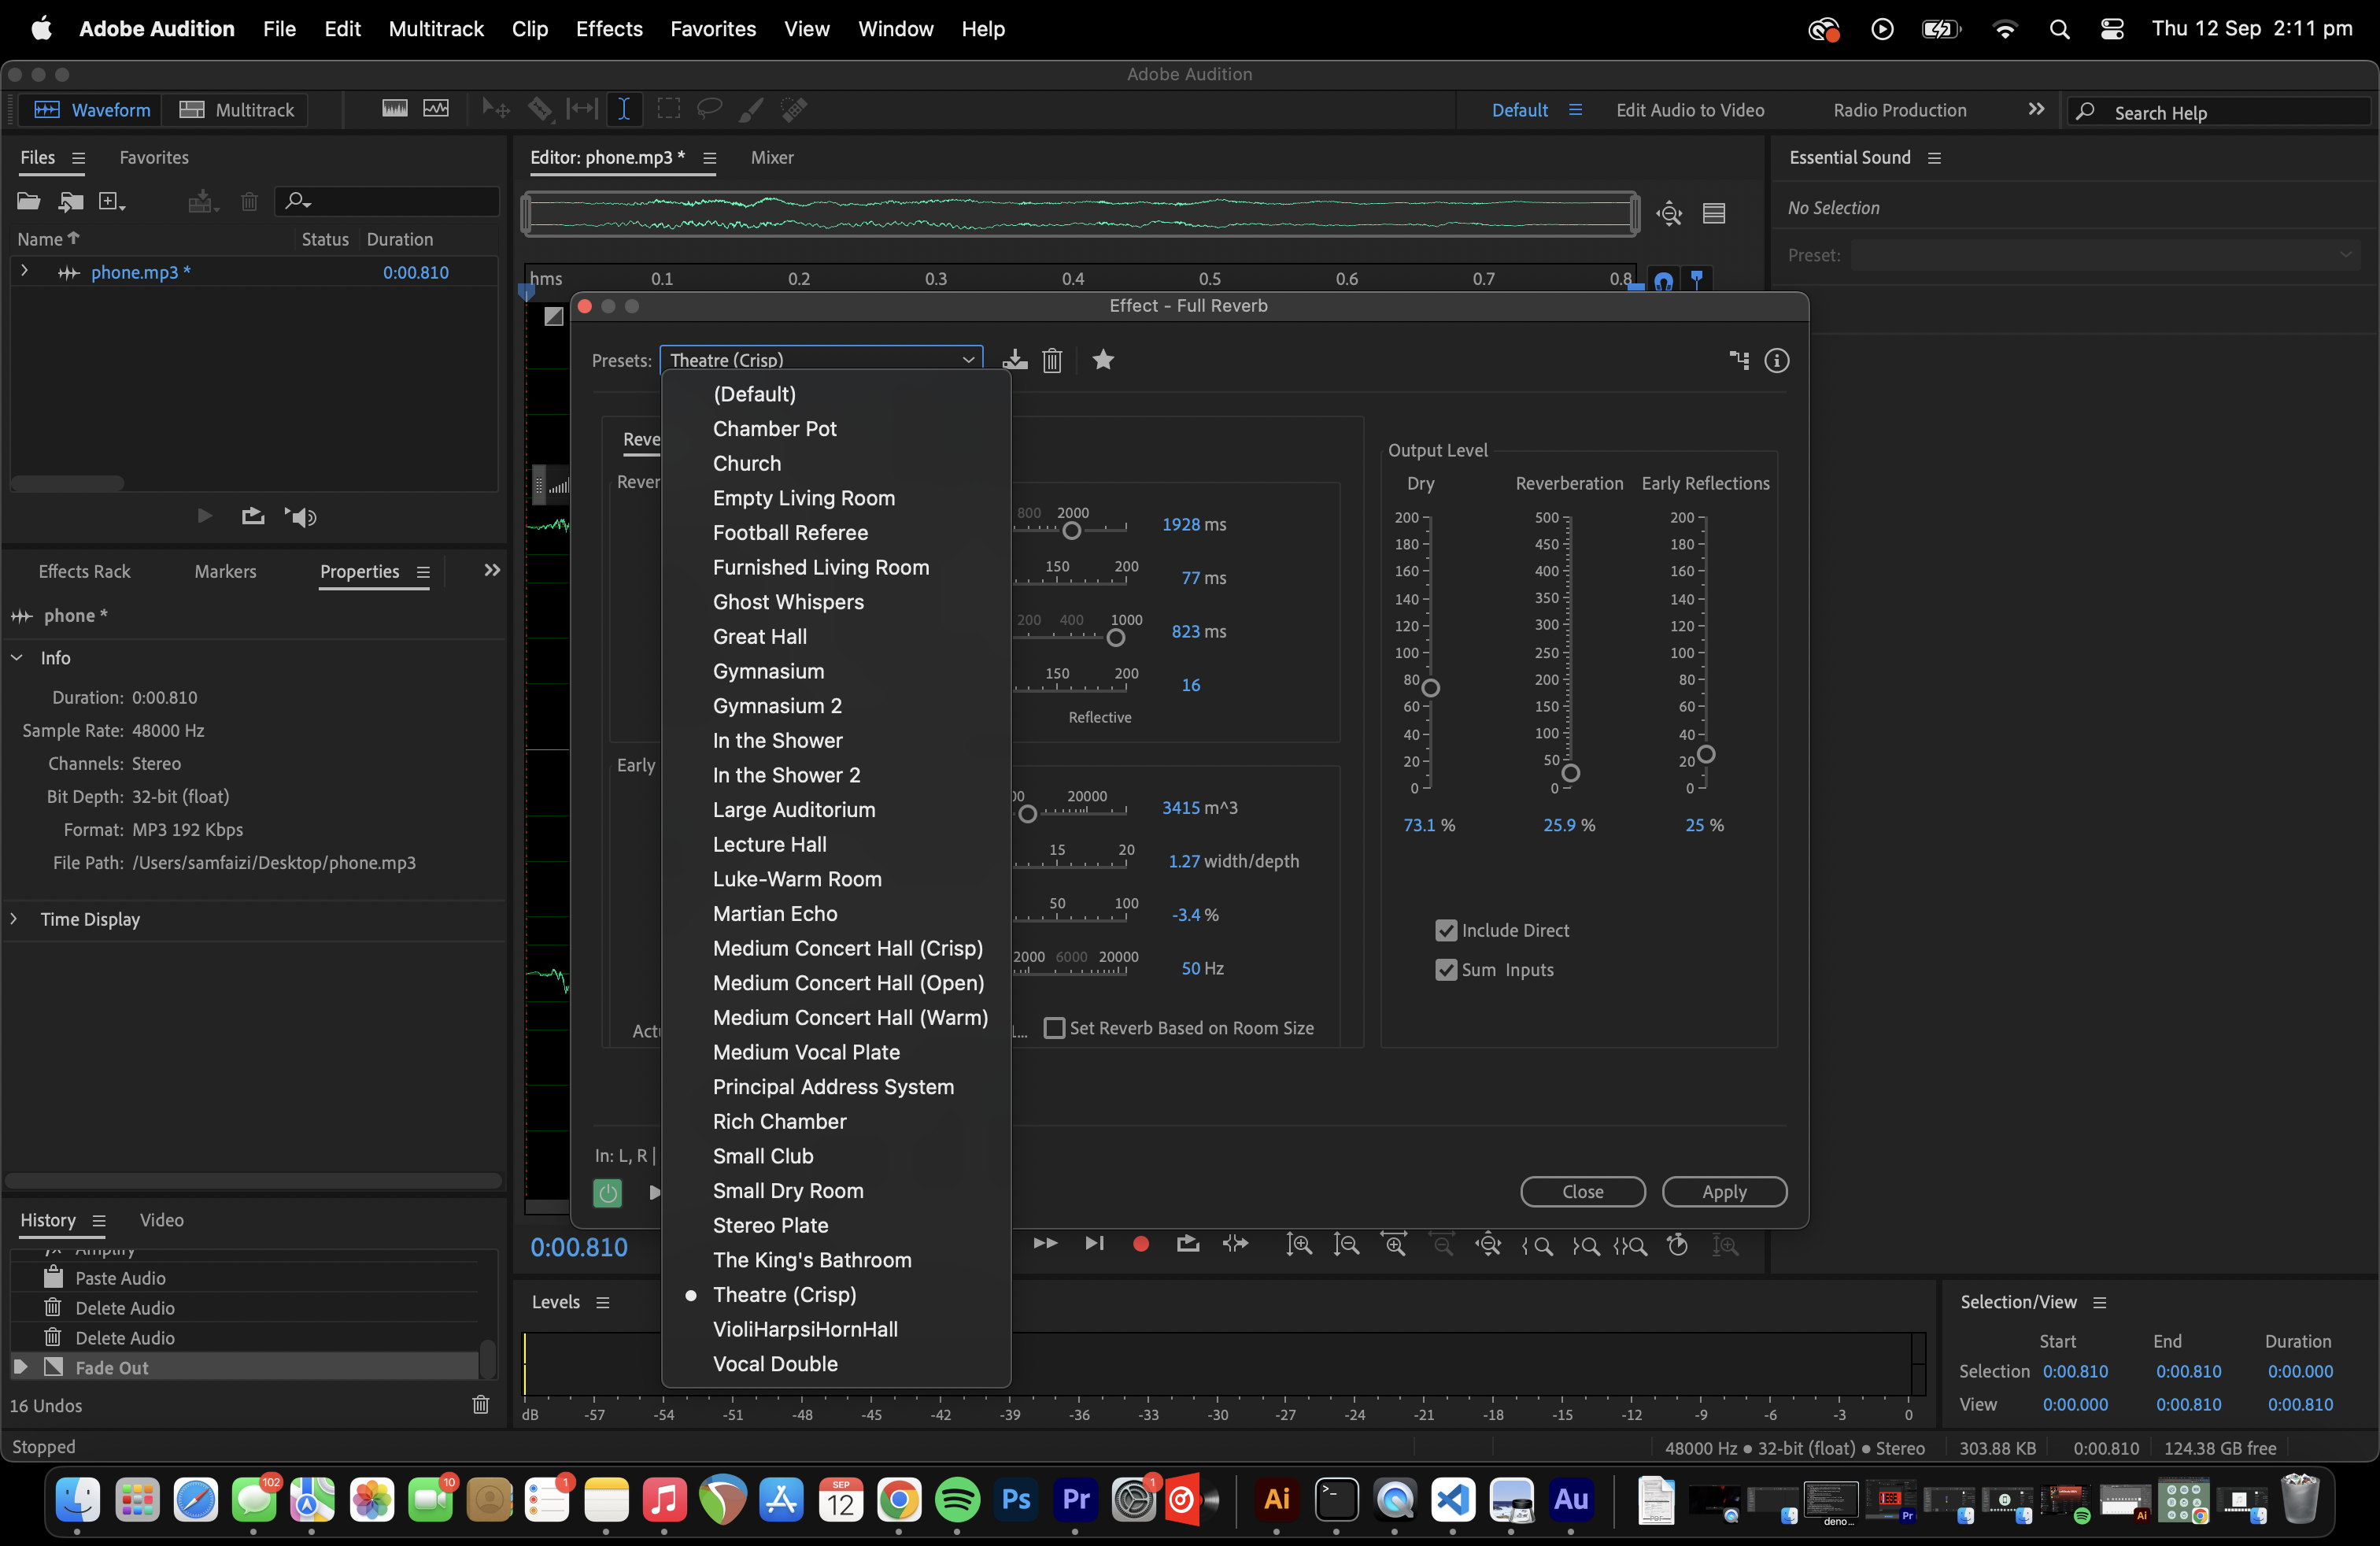 Adobe Audition File Edit Multitrack Clip Effects Favorites View Window Help Thu 12 Sep 2:11 pm
Adobe Audition
Waveform Multitrack Default Edit Audio to Video Radio Production Search Help
Files Favorites
Name Status Duration
phone.mp3 * 0:00.810
Effects Rack Markers Properties
phone *
Info
Duration: 0:00.810
Sample Rate: 48000 Hz
Channels: Stereo
Bit Depth: 32-bit (float)
Format: MP3 192 Kbps
File Path: /Users/samfaizi/Desktop/phone.mp3
Time Display
History Video
Amplify
Paste Audio
Delete Audio
Delete Audio
Fade Out
16 Undos
Stopped
Editor: phone.mp3 * Mixer
hms 0.1 0.2 0.3 0.4 0.5 0.6 0.7 0.8
Effect - Full Reverb
Presets: Theatre (Crisp)
(Default)
Chamber Pot
Church
Empty Living Room
Football Referee
Furnished Living Room
Ghost Whispers
Great Hall
Gymnasium
Gymnasium 2
In the Shower
In the Shower 2
Large Auditorium
Lecture Hall
Luke-Warm Room
Martian Echo
Medium Concert Hall (Crisp)
Medium Concert Hall (Open)
Medium Concert Hall (Warm)
Medium Vocal Plate
Principal Address System
Rich Chamber
Small Club
Small Dry Room
Stereo Plate
The King's Bathroom
Theatre (Crisp)
VioliHarpsiHornHall
Vocal Double
Reve
Rever
800 2000 1928 ms
150 200 77 ms
200 400 1000 823 ms
150 200 16
Reflective
Early
00 20000 3415 m^3
15 20 1.27 width/depth
50 100 -3.4 %
2000 6000 20000 50 Hz
Set Reverb Based on Room Size
In: L, R |
Output Level
Dry Reverberation Early Reflections
200 500 200
180 450 180
160 400 160
140 350 140
120 300 120
100 250 100
80 200 80
60 150 60
40 100 40
20 50 20
0 0 0
73.1 % 25.9 % 25 %
Include Direct
Sum Inputs
Close Apply
0:00.810
Levels
dB -57 -54 -51 -48 -45 -42 -39 -36 -33 -30 -27 -24 -21 -18 -15 -12 -9 -6 -3 0
Essential Sound
No Selection
Preset:
Selection/View
Start End Duration
Selection 0:00.810 0:00.810 0:00.000
View 0:00.000 0:00.810 0:00.810
48000 Hz ● 32-bit (float) ● Stereo 303.88 KB 0:00.810 124.38 GB free
102 10 1 SEP 12 Ps Pr 1 Ai Au deno... Pr Ai